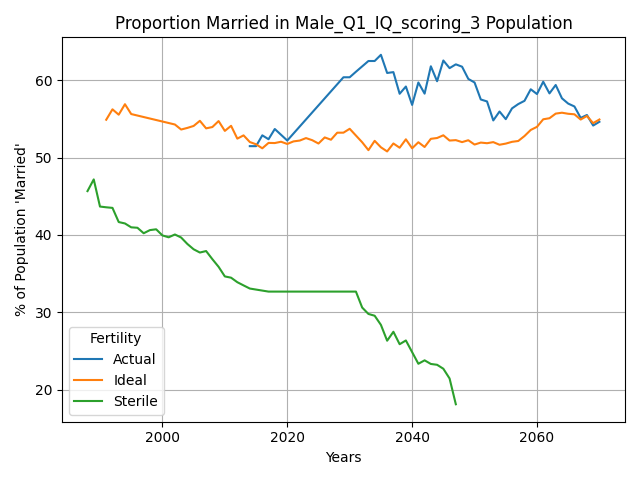 Proportion Married in Male_Q1_IQ_scoring_3 Population
% of Population 'Married'
60
50
40
30
20
Fertility
Actual
Ideal
Sterile
2000
2020
2040
2060
Years